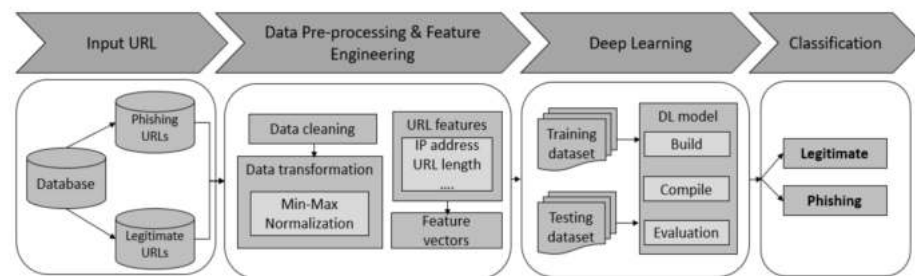 Input URL
Data Pre-processing & Feature
Engineering
Deep Learning
Classification
Phishing
URLs
Database
Legitimate
URLs
Data cleaning
Data transformation
Min-Max
Normalization
URL features
IP address
URL length
....
Feature
vectors
Training
dataset
Testing
dataset
DL model
Build
Compile
Evaluation
Legitimate
Phishing